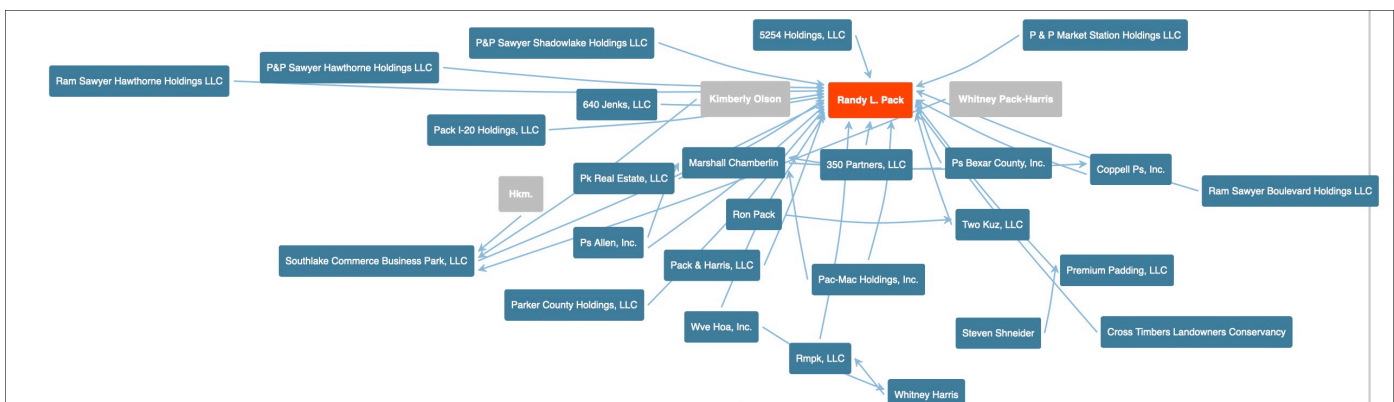 5254 Holdings, LLC
P & P Market Station Holdings LLC
P&P Sawyer Shadowlake Holdings LLC
P&P Sawyer Hawthorne Holdings LLC
Ram Sawyer Hawthorne Holdings LLC
Kimberly Olson
Randy L. Pack
Whitney Pack-Harris
640 Jenks, LLC
Pack I-20 Holdings, LLC
Marshall Chamberlin
350 Partners, LLC
Ps Bexar County, Inc.
Coppell Ps, Inc.
Pk Real Estate, LLC
Ram Sawyer Boulevard Holdings LLC
Hkm.
Ron Pack
Two Kuz, LLC
Ps Allen, Inc.
Southlake Commerce Business Park, LLC
Pack & Harris, LLC
Pac-Mac Holdings, Inc.
Premium Padding, LLC
Parker County Holdings, LLC
Wve Hoa, Inc.
Steven Shneider
Cross Timbers Landowners Conservancy
Rmpk, LLC
Whitney Harris